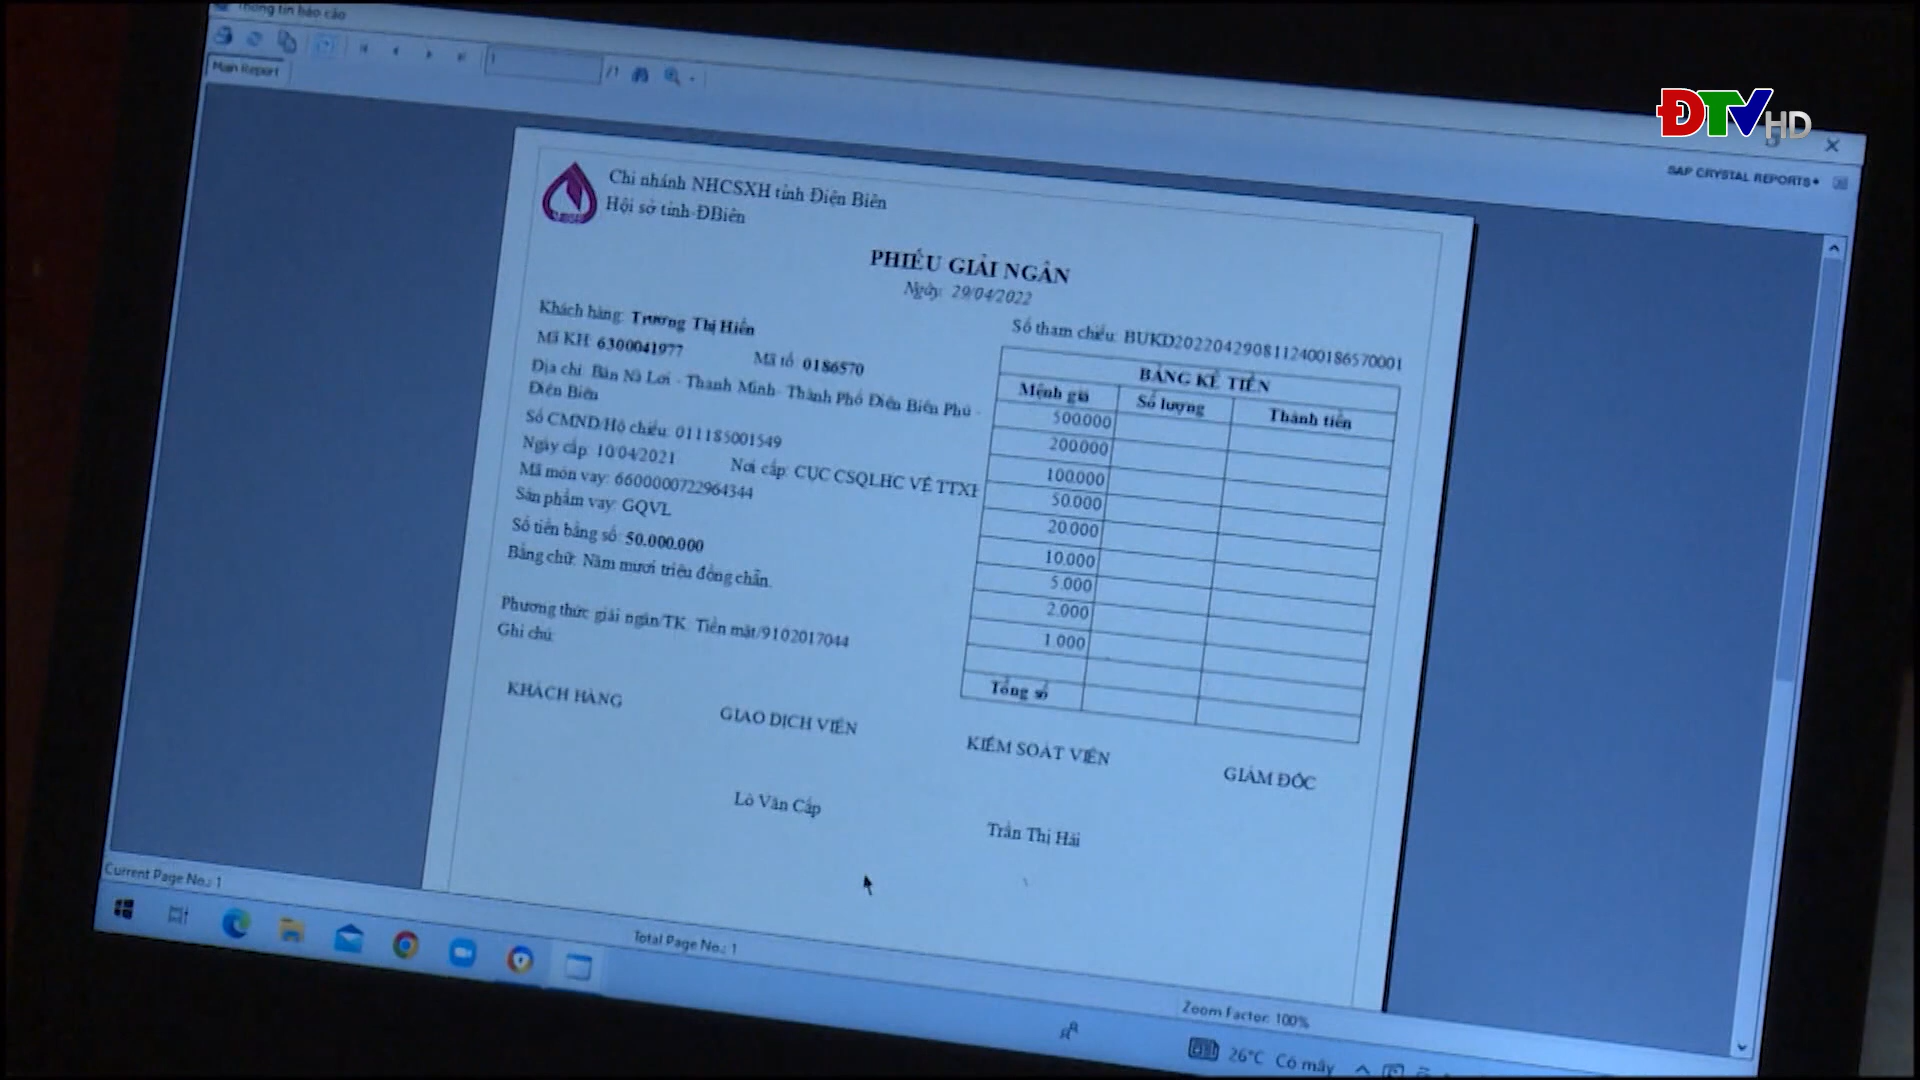 Thông tin báo cáo
1
/1
Main Report
ĐTV HD
SAP CRYSTAL REPORTS
Chi nhánh NHCSXH tỉnh Điện Biên
Hội sở tỉnh-ĐBiên
PHIẾU GIẢI NGÂN
Ngày: 29/04/2022
Khách hàng: Trương Thị Hiền
Số tham chiếu: BUKD20220429081124001865700​01
Mã KH: 6300041977 Mã tổ: 0186570
Địa chỉ: Bản Nà Lơi - Thanh Minh- Thành Phố Điện Biên Phủ -
Điện Biên
Số CMND/Hộ chiếu: 011185001549
Ngày cấp: 10/04/2021 Nơi cấp: CỤC CSQLHC VỀ TTXH
Mã món vay: 6600000722964344
Sản phẩm vay: GQVL
Số tiền bằng số: 50.000.000
Bằng chữ: Năm mươi triệu đồng chẵn.
Phương thức giải ngân/TK: Tiền mặt/9102017044
Ghi chú:
BẢNG KÊ TIỀN
Mệnh giá Số lượng Thành tiền
500.000
200.000
100.000
50.000
20.000
10.000
5.000
2.000
1.000
Tổng số
KHÁCH HÀNG
GIAO DỊCH VIÊN
KIỂM SOÁT VIÊN
GIÁM ĐỐC
Lò Văn Cấp
Trần Thị Hải
Current Page No.: 1
Total Page No.: 1
Zoom Factor: 100%
26°C Có mây